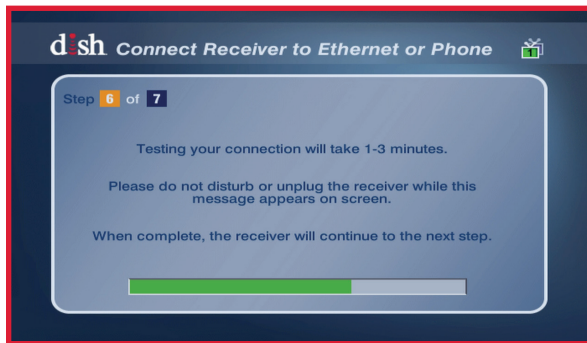 dish Connect Receiver to Ethernet or Phone
1
Step 6 of 7
Testing your connection will take 1-3 minutes.
Please do not disturb or unplug the receiver while this
message appears on screen.
When complete, the receiver will continue to the next step.